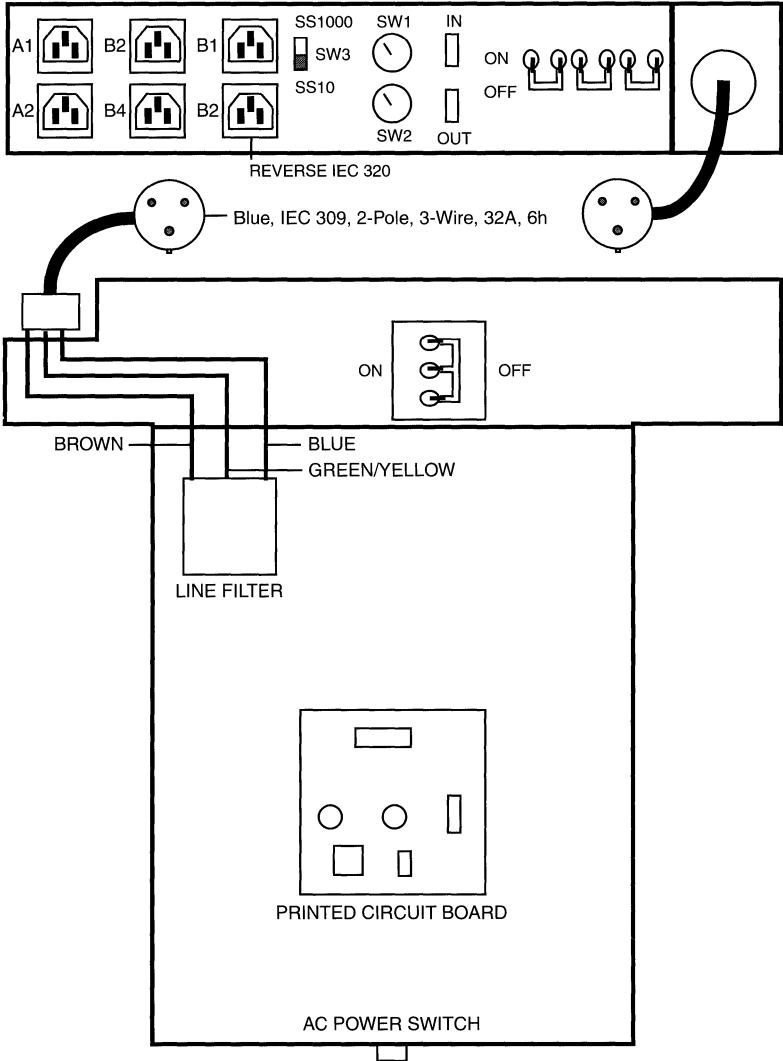 SS1000 SW1 IN
A1 B2 B1 SW3 ON
SS10 OFF
A2 B4 B2
SW2 OUT
REVERSE IEC 320
Blue, IEC 309, 2-Pole, 3-Wire, 32A, 6h
ON OFF
BROWN BLUE
GREEN/YELLOW
LINE FILTER
PRINTED CIRCUIT BOARD
AC POWER SWITCH